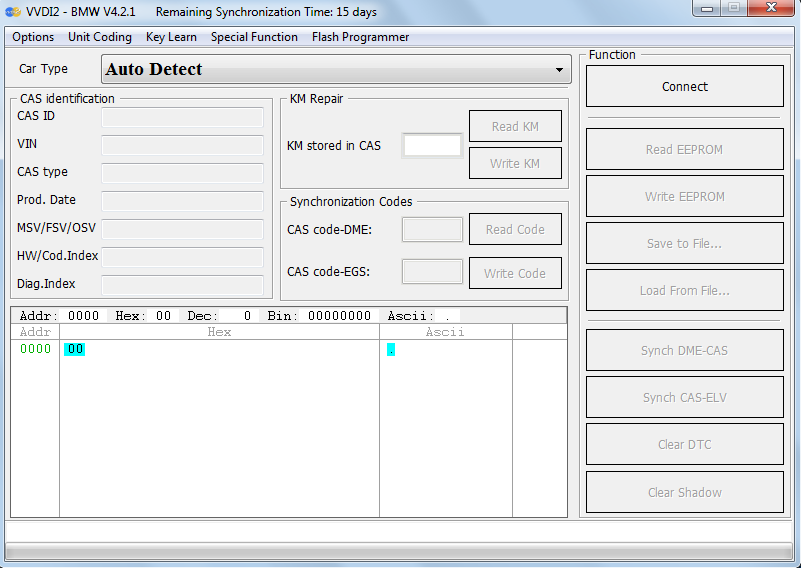 VVDI2 - BMW V4.2.1 Remaining Synchronization Time: 15 days
Options Unit Coding Key Learn Special Function Flash Programmer
Car Type Auto Detect
CAS identification
CAS ID
VIN
CAS type
Prod. Date
MSV/FSV/OSV
HW/Cod.Index
Diag.Index
KM Repair
KM stored in CAS
Read KM
Write KM
Synchronization Codes
CAS code-DME: Read Code
CAS code-EGS: Write Code
Addr: 0000 Hex: 00 Dec: 0 Bin: 00000000 Ascii: .
Addr Hex Ascii
0000 00 .
Function
Connect
Read EEPROM
Write EEPROM
Save to File...
Load From File...
Synch DME-CAS
Synch CAS-ELV
Clear DTC
Clear Shadow